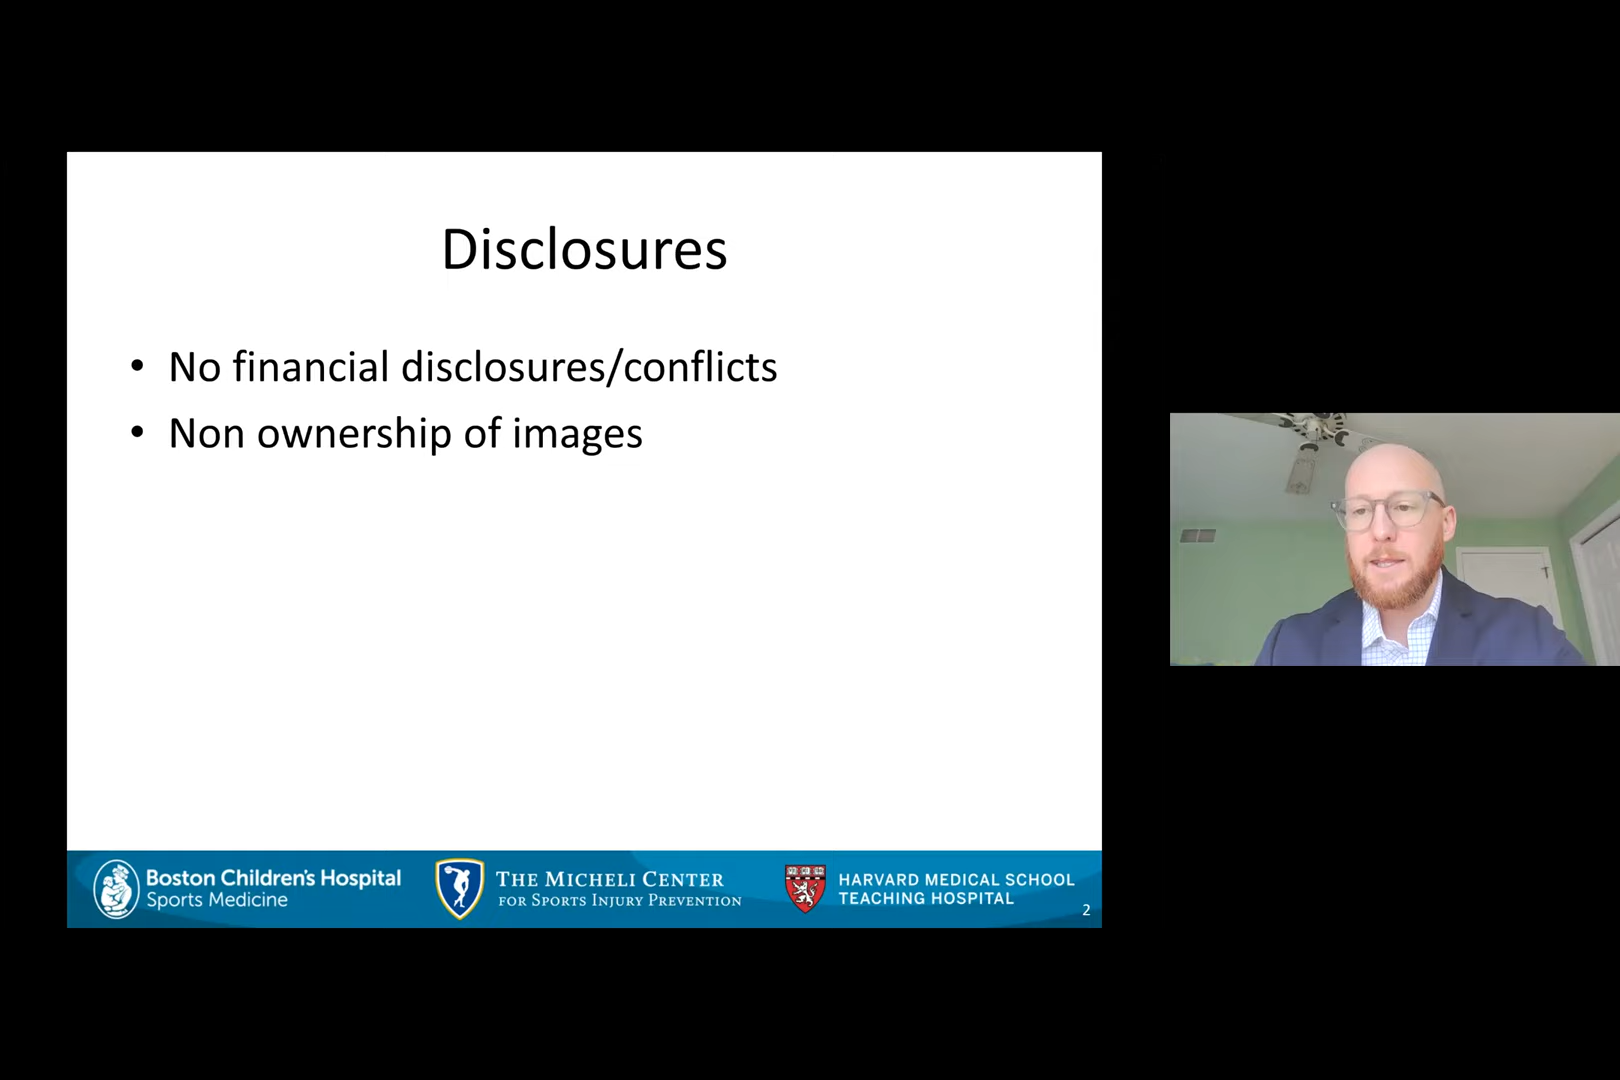 Disclosures
• No financial disclosures/conflicts
• Non ownership of images
Boston Children's Hospital
Sports Medicine
THE MICHELI CENTER
FOR SPORTS INJURY PREVENTION
HARVARD MEDICAL SCHOOL
TEACHING HOSPITAL
2